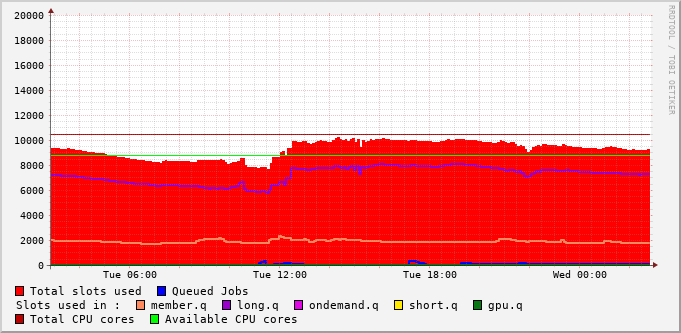 RRDTOOL / TOBI OETIKER
20000
18000
16000
14000
12000
10000
8000
6000
4000
2000
0
Tue 06:00 Tue 12:00 Tue 18:00 Wed 00:00
Total slots used Queued Jobs
Slots used in : member.q long.q ondemand.q short.q gpu.q
Total CPU cores Available CPU cores